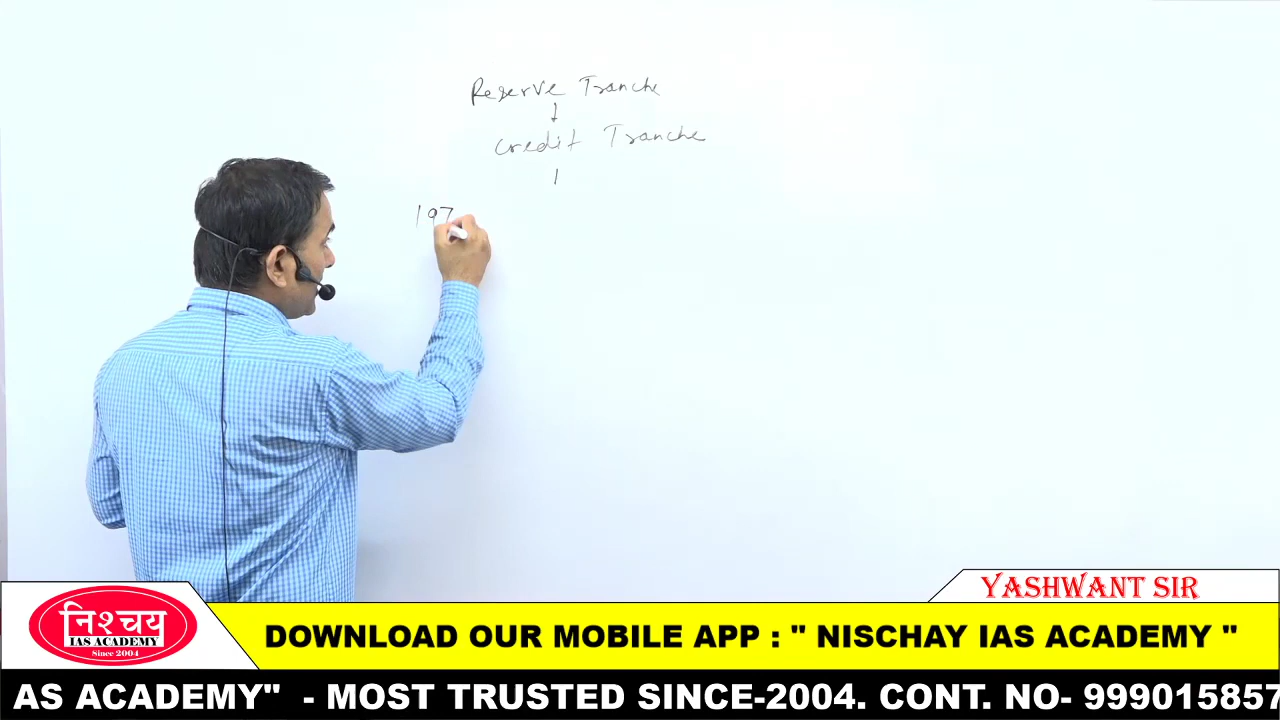 Reserve Tranche
Credit Tranche
197
YASHWANT SIR
निश्चय
IAS ACADEMY
Since 2004
DOWNLOAD OUR MOBILE APP : " NISCHAY IAS ACADEMY "
AS ACADEMY" - MOST TRUSTED SINCE-2004. CONT. NO- 999015857